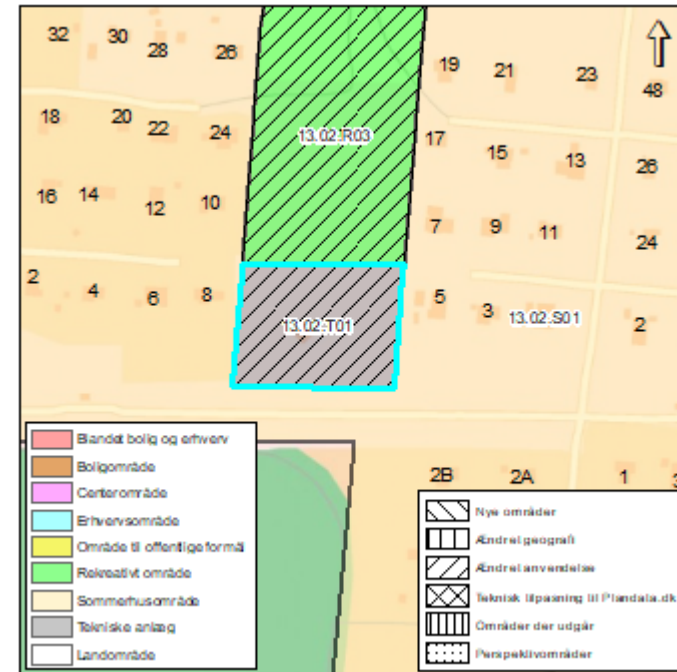 32 30 28 26 19 21 23 48
18 20 22 24 13.02.R03 17 15 13 26
16 14 12 10 7 9 11 24
2 4 6 8 13.02.T01 5 3 13.02.S01 2
2B 2A 1
Blandet bolig og erhverv
Boligområde
Centerområde
Erhvervsområde
Område til offentlige formål
Rekreativt område
Sommerhusområde
Tekniske anlæg
Landområde
Nye områder
Ændret geografi
Ændret anvendelse
Teknisk tilpasning til Plandata.dk
Områder der udgår
Perspektivområder